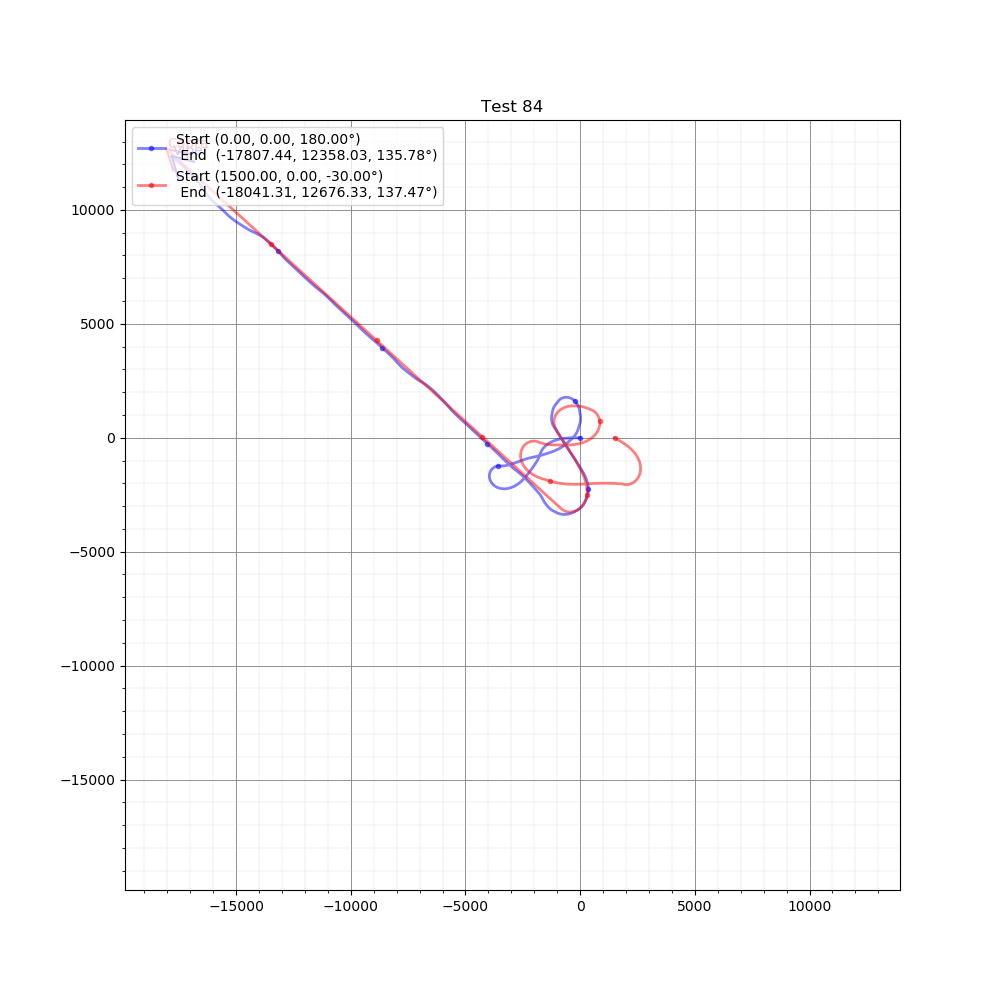 Test 84
Start (0.00, 0.00, 180.00°)
End (-17807.44, 12358.03, 135.78°)
Start (1500.00, 0.00, -30.00°)
End (-18041.31, 12676.33, 137.47°)
10000
5000
0
−5000
−10000
−15000
−15000 −10000 −5000 0 5000 10000